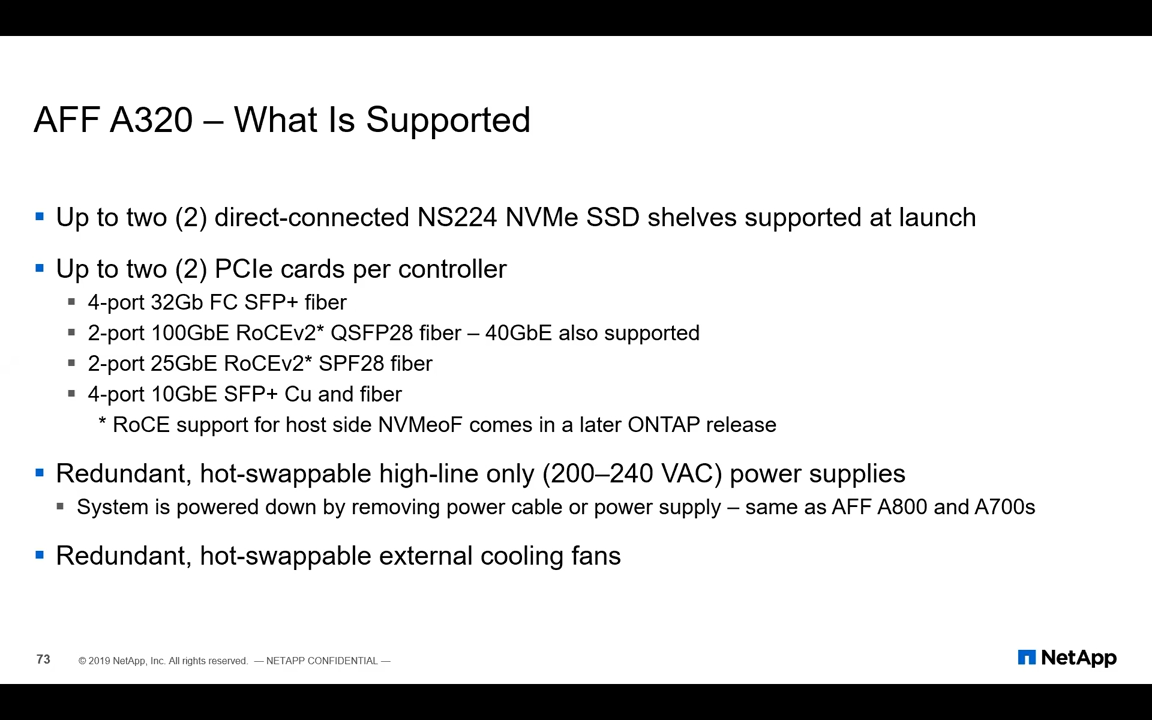 AFF A320 – What Is Supported
▪ Up to two (2) direct-connected NS224 NVMe SSD shelves supported at launch
▪ Up to two (2) PCIe cards per controller
▪ 4-port 32Gb FC SFP+ fiber
▪ 2-port 100GbE RoCEv2* QSFP28 fiber – 40GbE also supported
▪ 2-port 25GbE RoCEv2* SPF28 fiber
▪ 4-port 10GbE SFP+ Cu and fiber
* RoCE support for host side NVMeoF comes in a later ONTAP release
▪ Redundant, hot-swappable high-line only (200–240 VAC) power supplies
▪ System is powered down by removing power cable or power supply – same as AFF A800 and A700s
▪ Redundant, hot-swappable external cooling fans
73 © 2019 NetApp, Inc. All rights reserved. — NETAPP CONFIDENTIAL —
NetApp